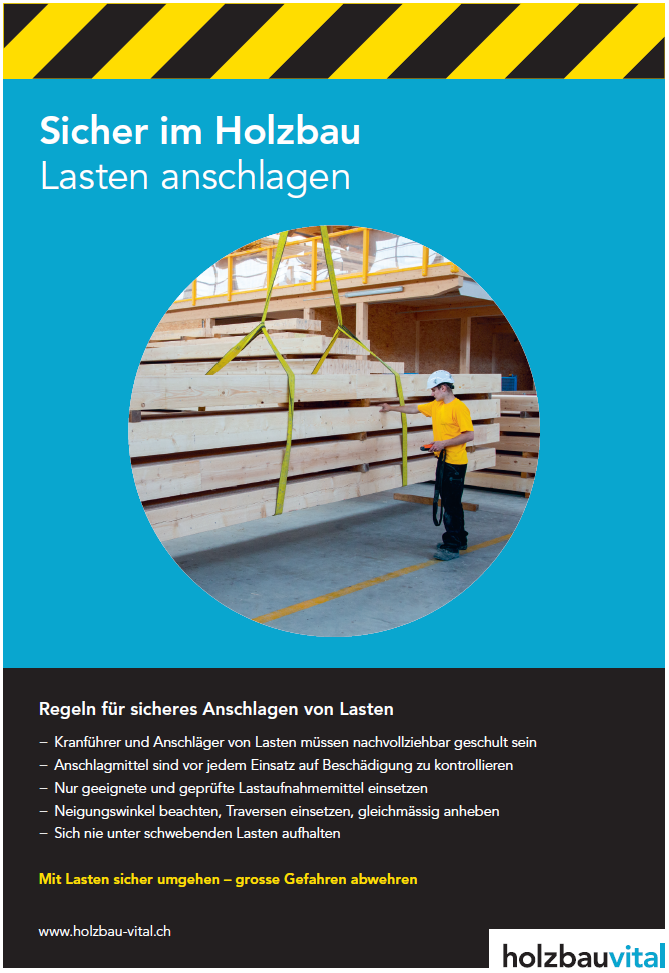 Sicher im Holzbau
Lasten anschlagen
Regeln für sicheres Anschlagen von Lasten
– Kranführer und Anschläger von Lasten müssen nachvollziehbar geschult sein
– Anschlagmittel sind vor jedem Einsatz auf Beschädigung zu kontrollieren
– Nur geeignete und geprüfte Lastaufnahmemittel einsetzen
– Neigungswinkel beachten, Traversen einsetzen, gleichmässig anheben
– Sich nie unter schwebenden Lasten aufhalten
Mit Lasten sicher umgehen – grosse Gefahren abwehren
www.holzbau-vital.ch
holzbauvital